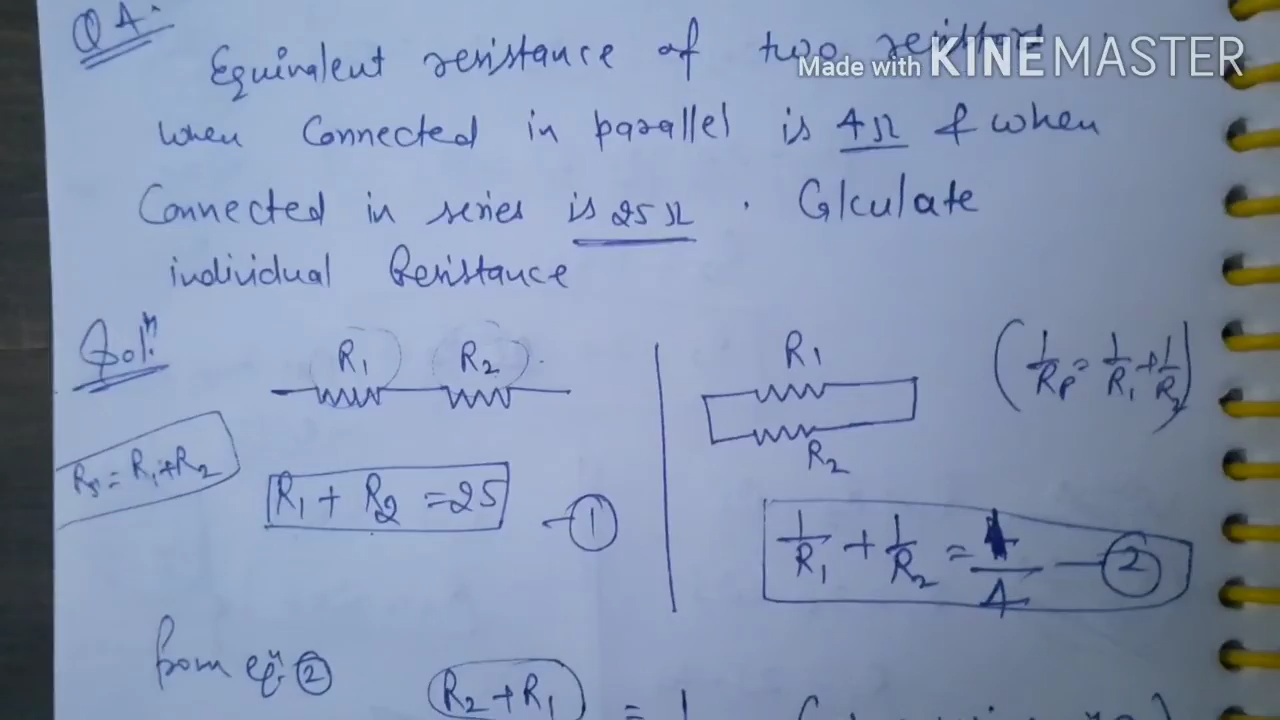 Q 4.
Equivalent resistance of two resistors
Made with KINEMASTER
when Connected in parallel is 4Ω & when
Connected in series is 25Ω . Calculate
individual Resistance
Solⁿ:
R₁ R₂
R₁
(1/Rₚ = 1/R₁ + 1/R₂)
R₂
Rₛ = R₁+R₂
R₁ + R₂ = 25 — ①
1/R₁ + 1/R₂ = 1/4 — ②
from eqⁿ ②
R₂ + R₁
=